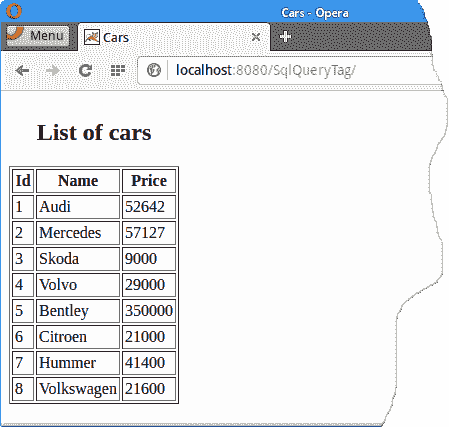 Cars - Opera
Menu
Cars
localhost:8080/SqlQueryTag/
List of cars
Id Name Price
1 Audi 52642
2 Mercedes 57127
3 Skoda 9000
4 Volvo 29000
5 Bentley 350000
6 Citroen 21000
7 Hummer 41400
8 Volkswagen 21600